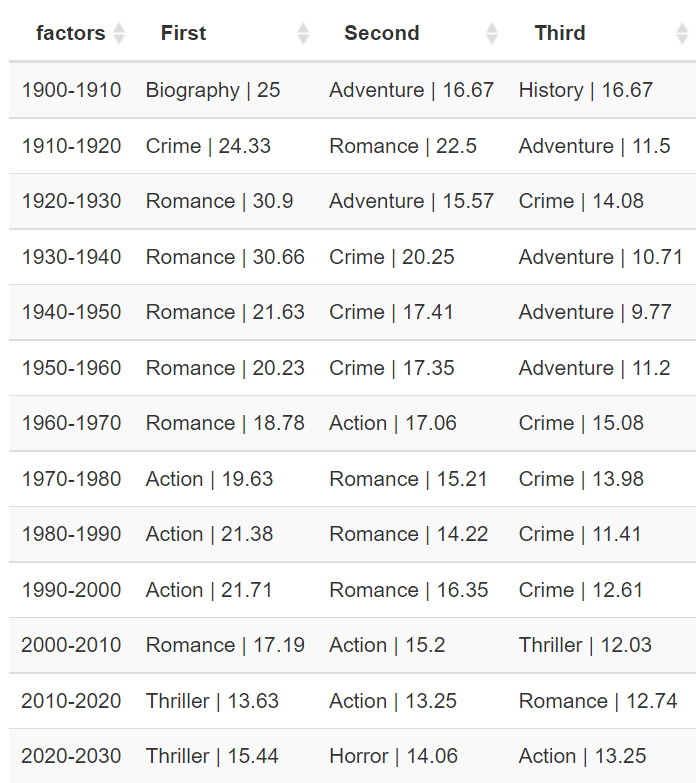 factors First Second Third
1900-1910 Biography | 25 Adventure | 16.67 History | 16.67
1910-1920 Crime | 24.33 Romance | 22.5 Adventure | 11.5
1920-1930 Romance | 30.9 Adventure | 15.57 Crime | 14.08
1930-1940 Romance | 30.66 Crime | 20.25 Adventure | 10.71
1940-1950 Romance | 21.63 Crime | 17.41 Adventure | 9.77
1950-1960 Romance | 20.23 Crime | 17.35 Adventure | 11.2
1960-1970 Romance | 18.78 Action | 17.06 Crime | 15.08
1970-1980 Action | 19.63 Romance | 15.21 Crime | 13.98
1980-1990 Action | 21.38 Romance | 14.22 Crime | 11.41
1990-2000 Action | 21.71 Romance | 16.35 Crime | 12.61
2000-2010 Romance | 17.19 Action | 15.2 Thriller | 12.03
2010-2020 Thriller | 13.63 Action | 13.25 Romance | 12.74
2020-2030 Thriller | 15.44 Horror | 14.06 Action | 13.25